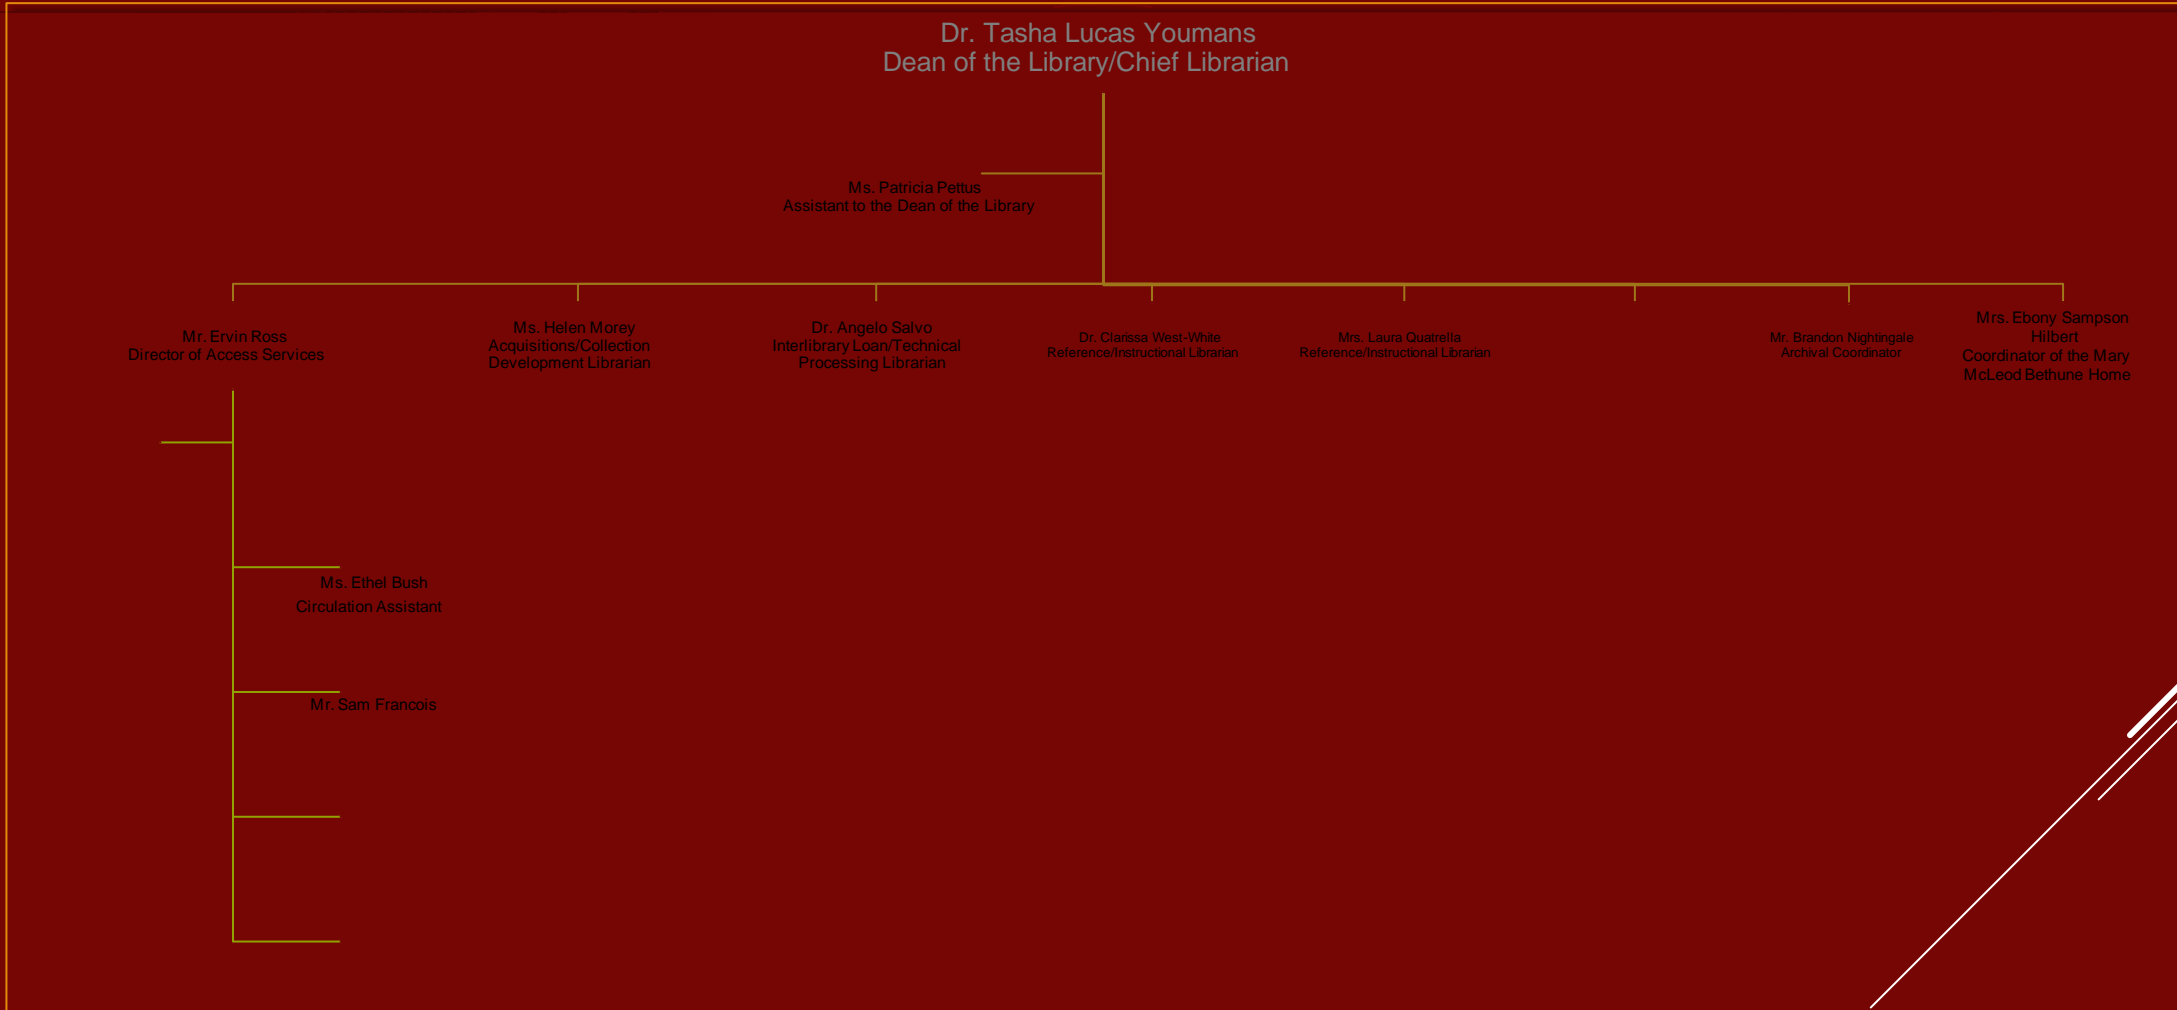 Dr. Tasha Lucas Youmans
Dean of the Library/Chief Librarian
Ms. Patricia Pettus
Assistant to the Dean of the Library
Mr. Ervin Ross
Director of Access Services
Ms. Helen Morey
Acquisitions/Collection
Development Librarian
Dr. Angelo Salvo
Interlibrary Loan/Technical
Processing Librarian
Dr. Clarissa West-White
Reference/Instructional Librarian
Mrs. Laura Quatrella
Reference/Instructional Librarian
Mr. Brandon Nightingale
Archival Coordinator
Mrs. Ebony Sampson
Hilbert
Coordinator of the Mary
McLeod Bethune Home
Ms. Ethel Bush
Circulation Assistant
Mr. Sam Francois